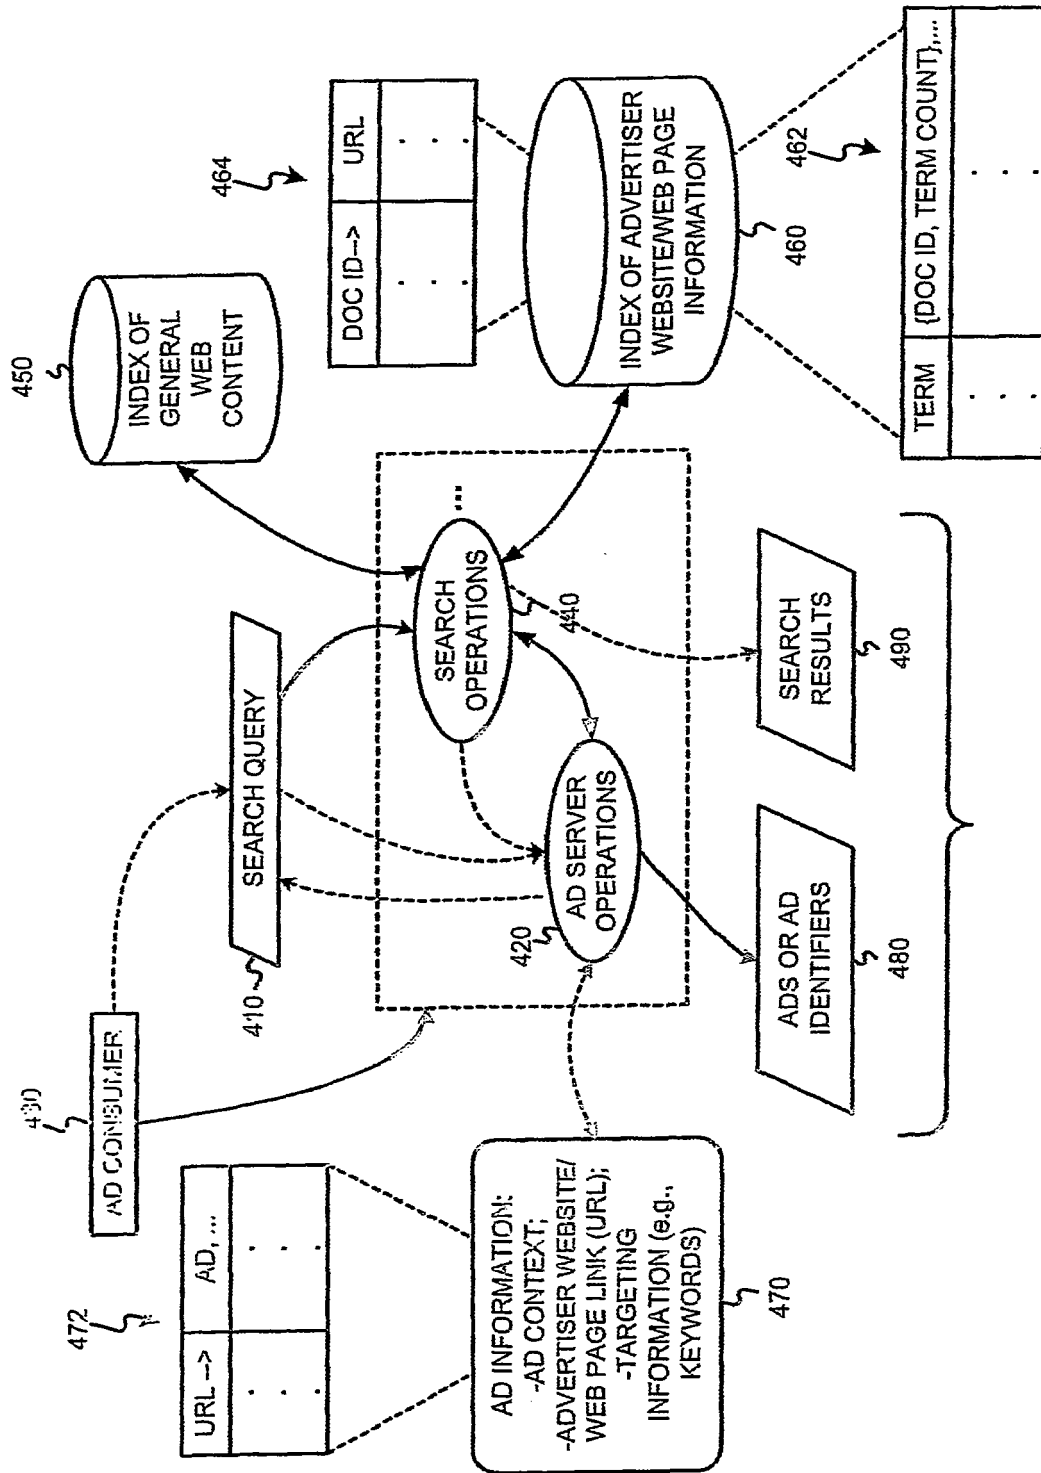 430
AD CONSUMER
472
URL -->
AD, ...
AD INFORMATION:
-AD CONTEXT;
-ADVERTISER WEBSITE/
WEB PAGE LINK (URL);
-TARGETING
INFORMATION (e.g.,
KEYWORDS)
470
SEARCH QUERY
410
AD SERVER
OPERATIONS
420
SEARCH
OPERATIONS
440
...
ADS OR AD
IDENTIFIERS
480
SEARCH
RESULTS
490
450
INDEX OF
GENERAL
WEB
CONTENT
464
DOC ID-->
URL
INDEX OF ADVERTISER
WEBSITE/WEB PAGE
INFORMATION
460
462
TERM
{DOC ID, TERM COUNT},...